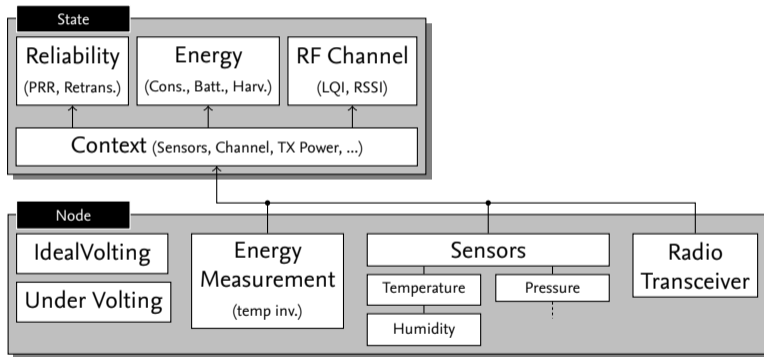 State
Reliability
(PRR, Retrans.)
Energy
(Cons., Batt., Harv.)
RF Channel
(LQI, RSSI)
Context (Sensors, Channel, TX Power, ...)
Node
IdealVolting
Under Volting
Energy
Measurement
(temp inv.)
Sensors
Temperature
Humidity
Pressure
Radio
Transceiver